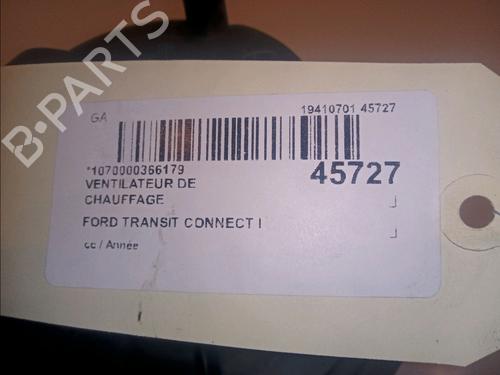 B-PARTS
GA
19410701 45727
*1070000366179
45727
VENTILATEUR DE
CHAUFFAGE
FORD TRANSIT CONNECT I
cc / Année